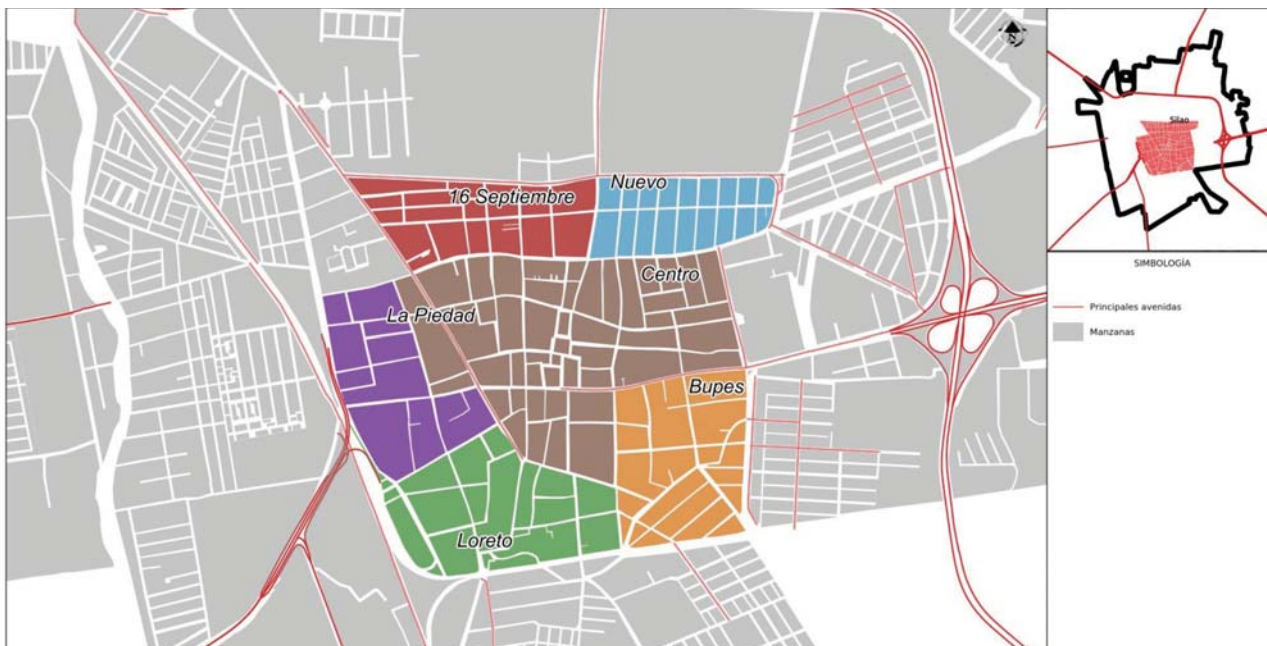 N
Silao
Nuevo
16 Septiembre
Centro
SIMBOLOGÍA
La Piedad
Principales avenidas
Manzanas
Bupes
Loreto